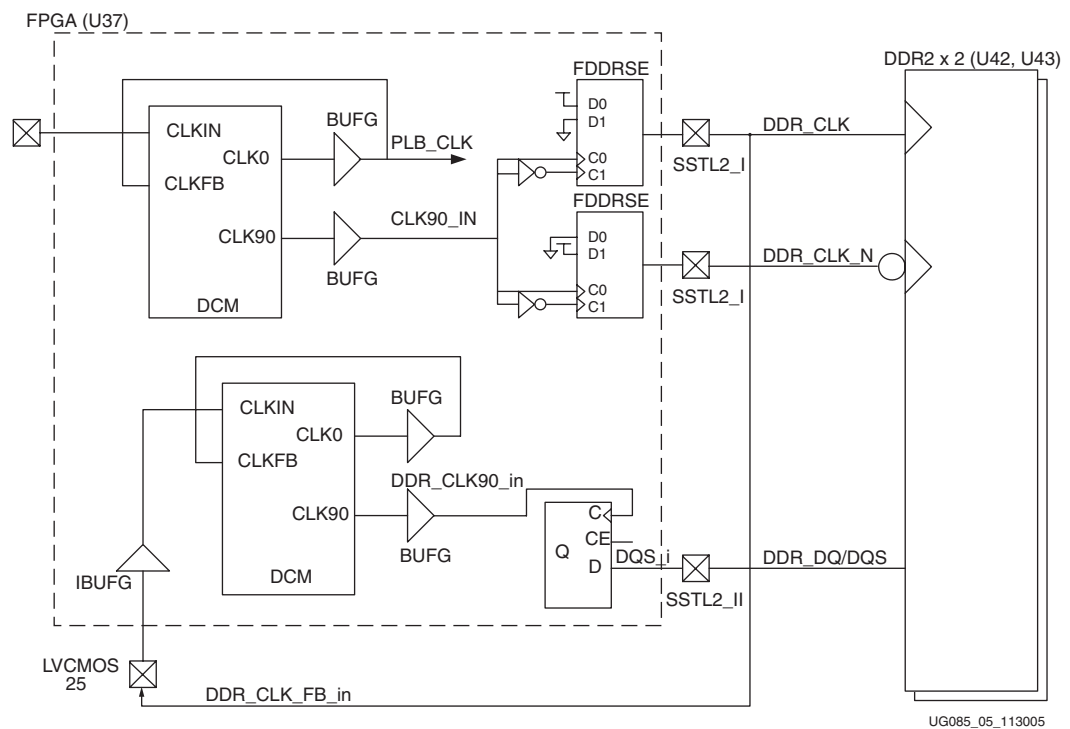 FPGA (U37)
DDR2 x 2 (U42, U43)
FDDRSE
D0
D1
C0
C1
BUFG
CLKIN
CLK0
CLKFB
CLK90
DCM
PLB_CLK
CLK90_IN
BUFG
SSTL2_I
DDR_CLK
FDDRSE
D0
D1
C0
C1
SSTL2_I
DDR_CLK_N
CLKIN
CLK0
CLKFB
CLK90
DCM
BUFG
DDR_CLK90_in
BUFG
IBUFG
C
CE
Q
D
DQS_i
SSTL2_II
DDR_DQ/DQS
LVCMOS
25
DDR_CLK_FB_in
UG085_05_113005